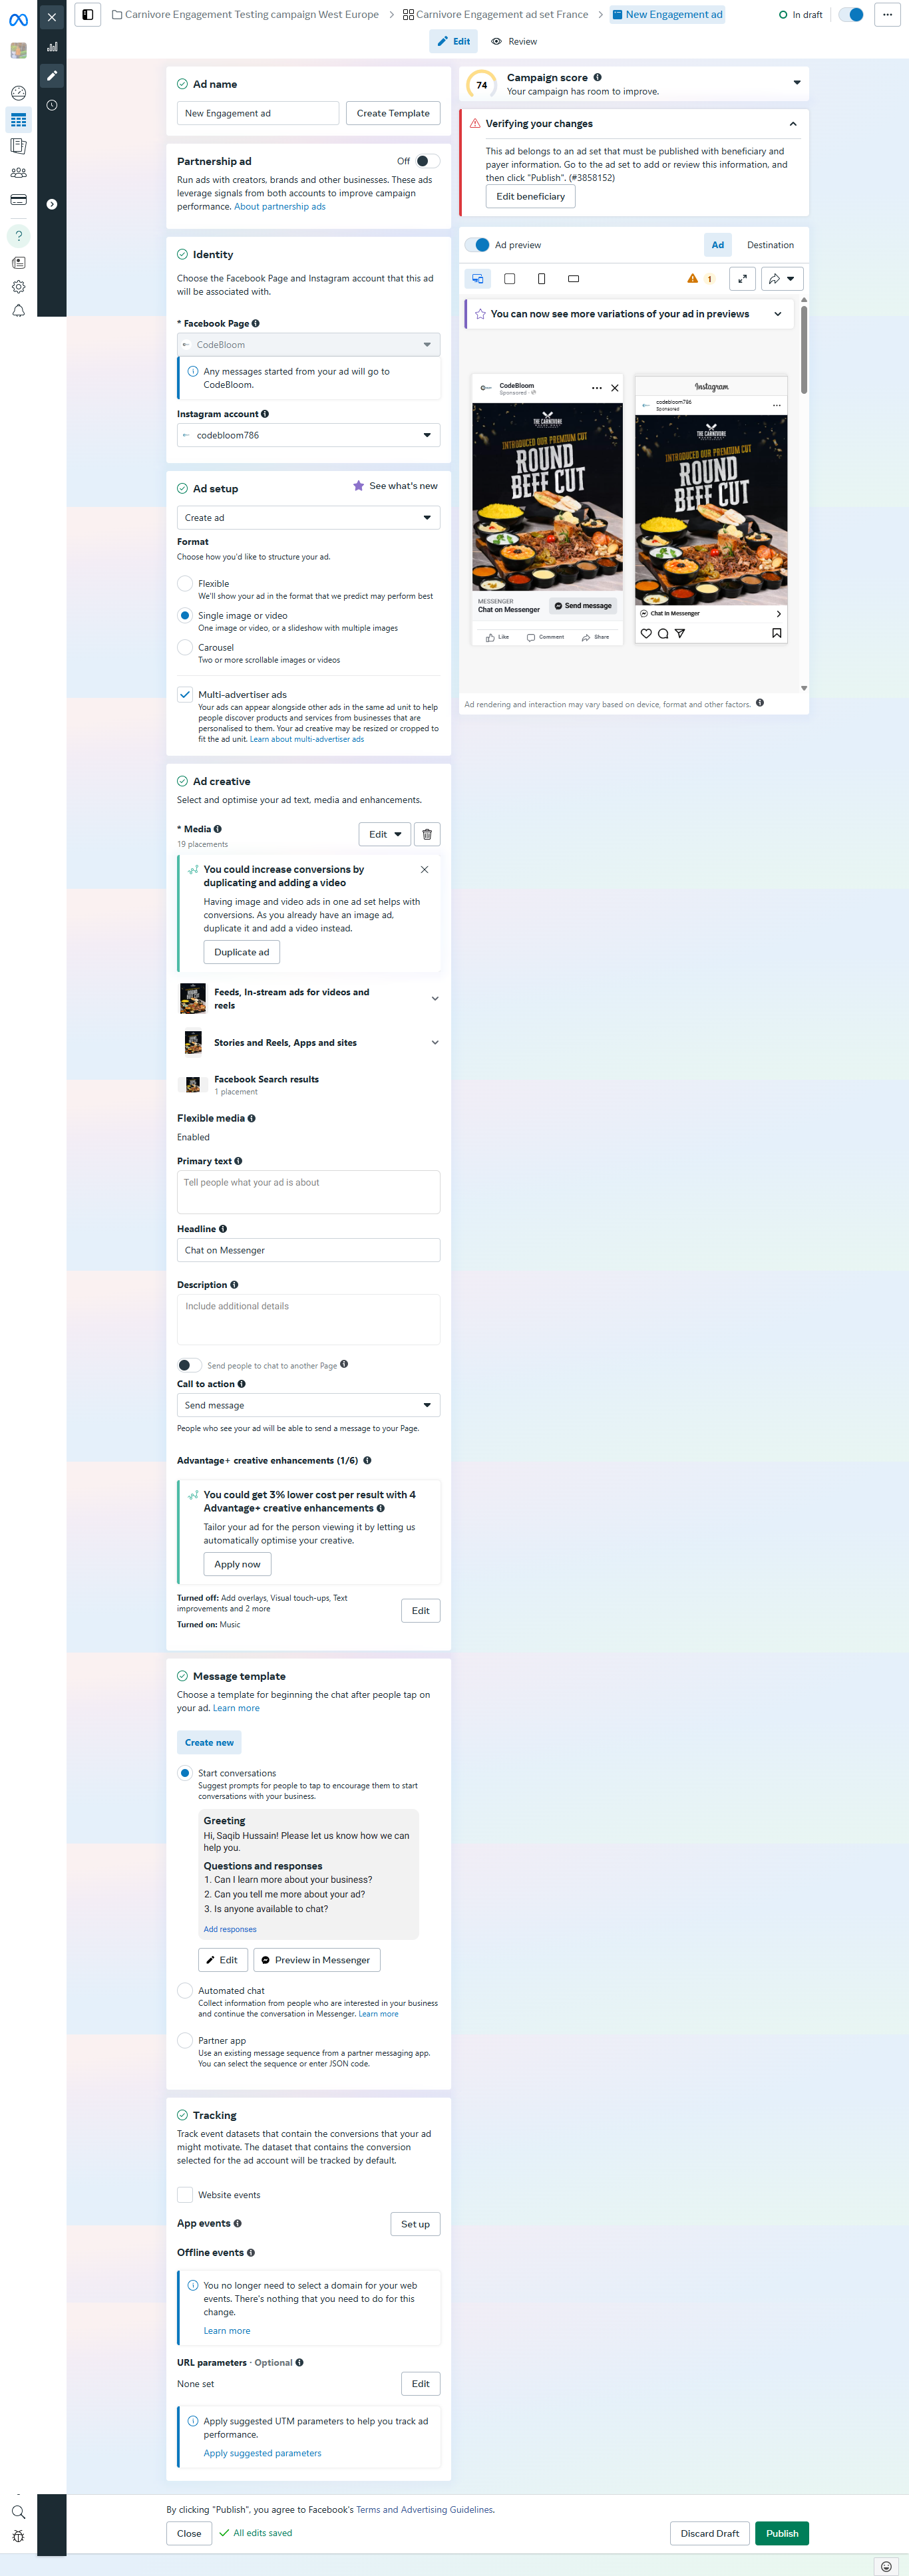 Carnivore Engagement Testing campaign West Europe
Carnivore Engagement ad set France
New Engagement ad
In draft
Edit
Review
Ad name
New Engagement ad
Create Template
Partnership ad
Off
Run ads with creators, brands and other businesses. These ads
leverage signals from both accounts to improve campaign
performance. About partnership ads
Identity
Choose the Facebook Page and Instagram account that this ad
will be associated with.
* Facebook Page
CodeBloom
Any messages started from your ad will go to
CodeBloom.
Instagram account
codebloom786
Ad setup
See what's new
Create ad
Format
Choose how you'd like to structure your ad.
Flexible
We'll show your ad in the format that we predict may perform best
Single image or video
One image or video, or a slideshow with multiple images
Carousel
Two or more scrollable images or videos
Multi-advertiser ads
Your ads can appear alongside other ads in the same ad unit to help
people discover products and services from businesses that are
personalised to them. Your ad creative may be resized or cropped to
fit the ad unit. Learn about multi-advertiser ads
Ad creative
Select and optimise your ad text, media and enhancements.
* Media
19 placements
Edit
You could increase conversions by
duplicating and adding a video
Having image and video ads in one ad set helps with
conversions. As you already have an image ad,
duplicate it and add a video instead.
Duplicate ad
Feeds, In-stream ads for videos and
reels
Stories and Reels, Apps and sites
Facebook Search results
1 placement
Flexible media
Enabled
Primary text
Tell people what your ad is about
Headline
Chat on Messenger
Description
Include additional details
Send people to chat to another Page
Call to action
Send message
People who see your ad will be able to send a message to your Page.
Advantage+ creative enhancements (1/6)
You could get 3% lower cost per result with 4
Advantage+ creative enhancements
Tailor your ad for the person viewing it by letting us
automatically optimise your creative.
Apply now
Turned off: Add overlays, Visual touch-ups, Text
improvements and 2 more
Turned on: Music
Edit
Message template
Choose a template for beginning the chat after people tap on
your ad. Learn more
Create new
Start conversations
Suggest prompts for people to tap to encourage them to start
conversations with your business.
Greeting
Hi, Saqib Hussain! Please let us know how we can
help you.
Questions and responses
1. Can I learn more about your business?
2. Can you tell me more about your ad?
3. Is anyone available to chat?
Add responses
Edit
Preview in Messenger
Automated chat
Collect information from people who are interested in your business
and continue the conversation in Messenger. Learn more
Partner app
Use an existing message sequence from a partner messaging app.
You can select the sequence or enter JSON code.
Tracking
Track event datasets that contain the conversions that your ad
might motivate. The dataset that contains the conversion
selected for the ad account will be tracked by default.
Website events
App events
Set up
Offline events
You no longer need to select a domain for your web
events. There's nothing that you need to do for this
change.
Learn more
URL parameters · Optional
None set
Edit
Apply suggested UTM parameters to help you track ad
performance.
Apply suggested parameters
74
Campaign score
Your campaign has room to improve.
Verifying your changes
This ad belongs to an ad set that must be published with beneficiary and
payer information. Go to the ad set to add or review this information, and
then click "Publish". (#3858152)
Edit beneficiary
Ad preview
Ad
Destination
1
You can now see more variations of your ad in previews
CodeBloom
Sponsored ·
THE CARNIVORE
INTRODUCED OUR PREMIUM CUT
ROUND
BEEF CUT
MESSENGER
Chat on Messenger
Send message
Like
Comment
Share
Instagram
codebloom786
Sponsored
THE CARNIVORE
INTRODUCED OUR PREMIUM CUT
ROUND
BEEF CUT
Chat in Messenger
Ad rendering and interaction may vary based on device, format and other factors.
By clicking "Publish", you agree to Facebook's Terms and Advertising Guidelines.
Close
All edits saved
Discard Draft
Publish